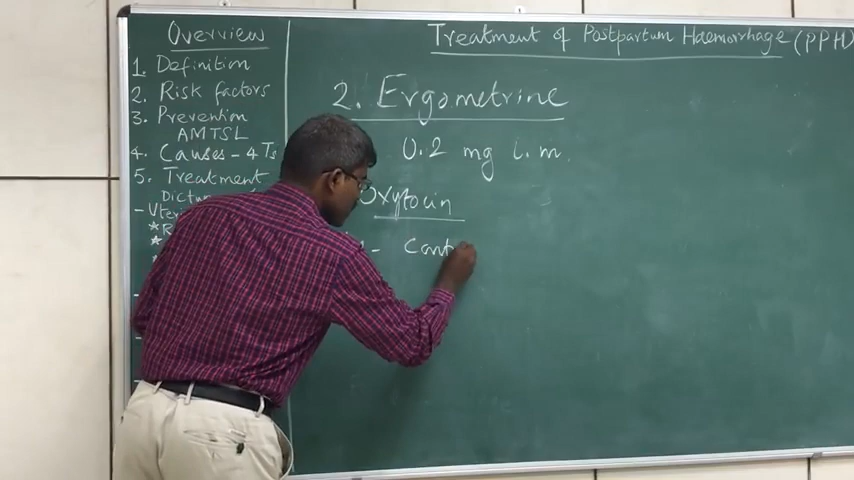 Overview
1. Definition
2. Risk factors
3. Prevention
AMTSL
4. Causes - 4 Ts
5. Treatment
Treatment of Postpartum Haemorrhage (PPH)
2. Ergometrine
0.2 mg i.m.
Oxytocin
- Cont